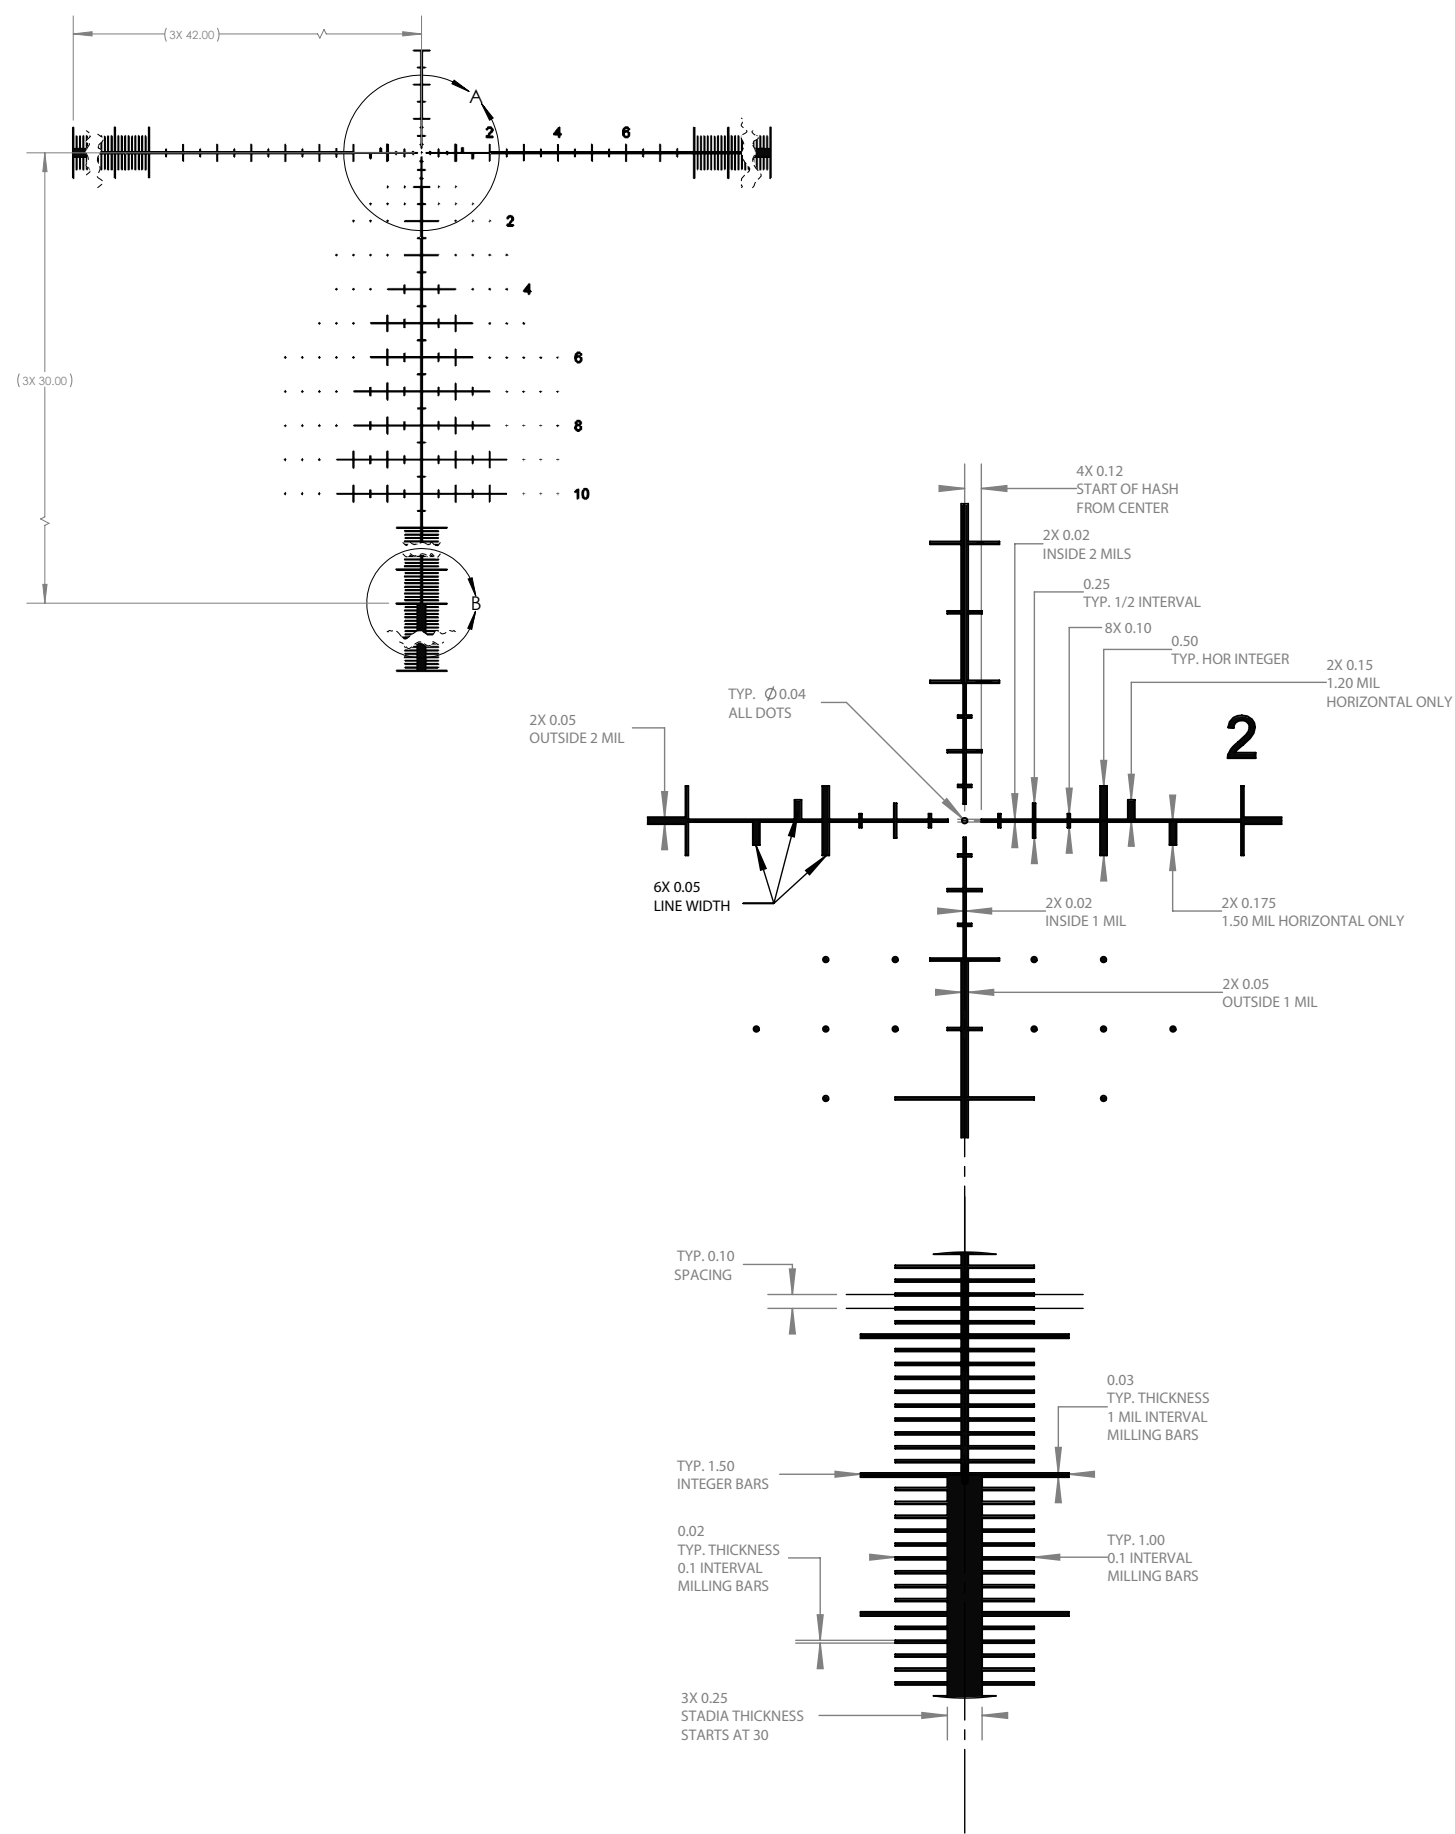 (3X 42.00)
A
2 4 6
2
4
(3X 30.00)
6
8
10
B
4X 0.12
START OF HASH
FROM CENTER
2X 0.02
INSIDE 2 MILS
0.25
TYP. 1/2 INTERVAL
8X 0.10
0.50
TYP. HOR INTEGER
2X 0.15
1.20 MIL
HORIZONTAL ONLY
TYP. Ø0.04
ALL DOTS
2X 0.05
OUTSIDE 2 MIL
2
6X 0.05
LINE WIDTH
2X 0.02
INSIDE 1 MIL
2X 0.175
1.50 MIL HORIZONTAL ONLY
2X 0.05
OUTSIDE 1 MIL
TYP. 0.10
SPACING
0.03
TYP. THICKNESS
1 MIL INTERVAL
MILLING BARS
TYP. 1.50
INTEGER BARS
0.02
TYP. THICKNESS
0.1 INTERVAL
MILLING BARS
TYP. 1.00
0.1 INTERVAL
MILLING BARS
3X 0.25
STADIA THICKNESS
STARTS AT 30